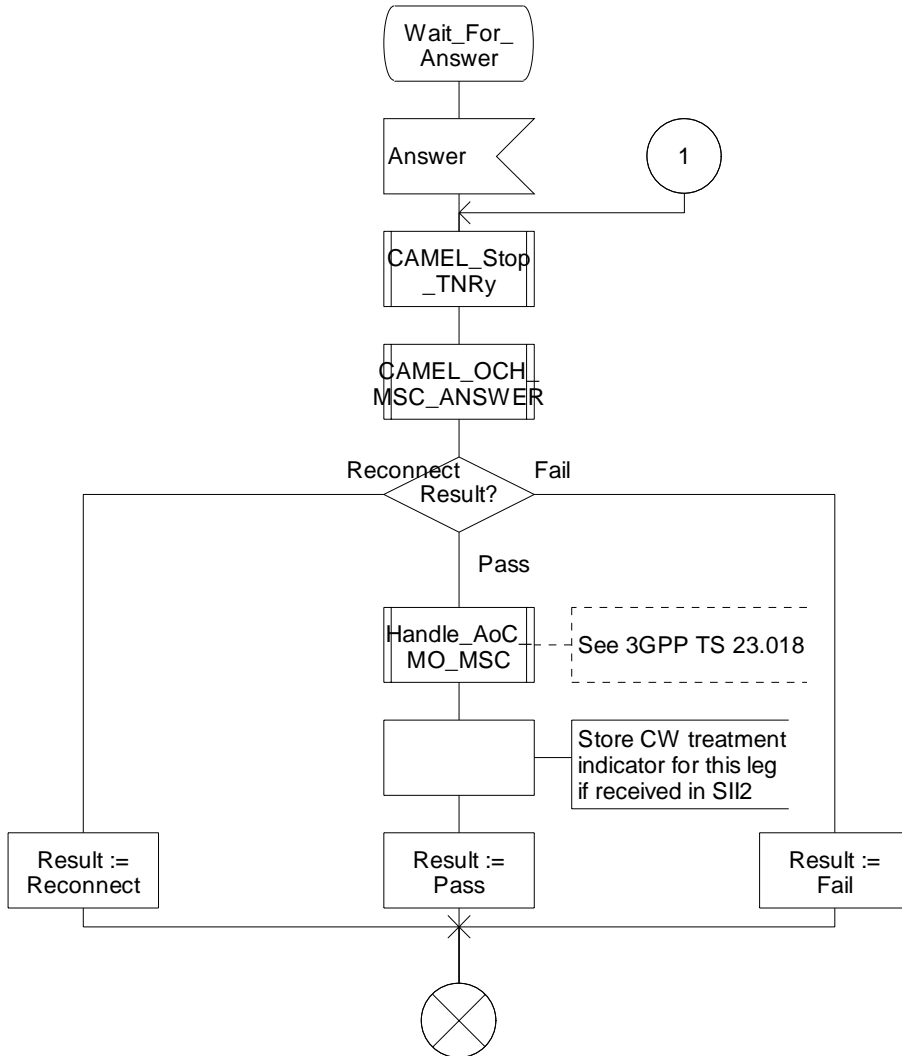 Wait_For_
Answer
Answer
1
CAMEL_Stop
_TNRy
CAMEL_OCH_
MSC_ANSWER
Reconnect
Fail
Result?
Pass
Handle_AoC_
MO_MSC
See 3GPP TS 23.018
Store CW treatment
indicator for this leg
if received in SII2
Result :=
Reconnect
Result :=
Pass
Result :=
Fail